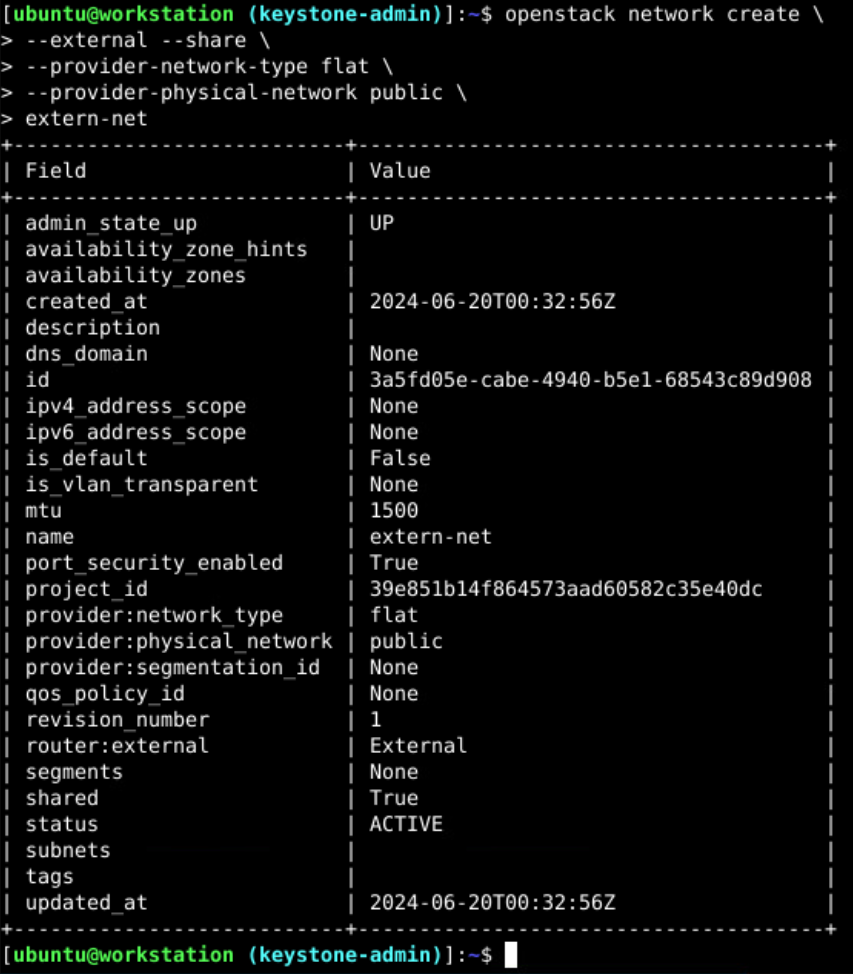 [ubuntu@workstation (keystone-admin)]:~$ openstack network create \
> --external --share \
> --provider-network-type flat \
> --provider-physical-network public \
> extern-net
+---------------------------+--------------------------------------+
| Field                     | Value                                |
+---------------------------+--------------------------------------+
| admin_state_up            | UP                                   |
| availability_zone_hints   |                                      |
| availability_zones        |                                      |
| created_at                | 2024-06-20T00:32:56Z                 |
| description               |                                      |
| dns_domain                | None                                 |
| id                        | 3a5fd05e-cabe-4940-b5e1-68543c89d908 |
| ipv4_address_scope        | None                                 |
| ipv6_address_scope        | None                                 |
| is_default                | False                                |
| is_vlan_transparent       | None                                 |
| mtu                       | 1500                                 |
| name                      | extern-net                           |
| port_security_enabled     | True                                 |
| project_id                | 39e851b14f864573aad60582c35e40dc     |
| provider:network_type     | flat                                 |
| provider:physical_network | public                               |
| provider:segmentation_id  | None                                 |
| qos_policy_id             | None                                 |
| revision_number           | 1                                    |
| router:external           | External                             |
| segments                  | None                                 |
| shared                    | True                                 |
| status                    | ACTIVE                               |
| subnets                   |                                      |
| tags                      |                                      |
| updated_at                | 2024-06-20T00:32:56Z                 |
+---------------------------+--------------------------------------+
[ubuntu@workstation (keystone-admin)]:~$